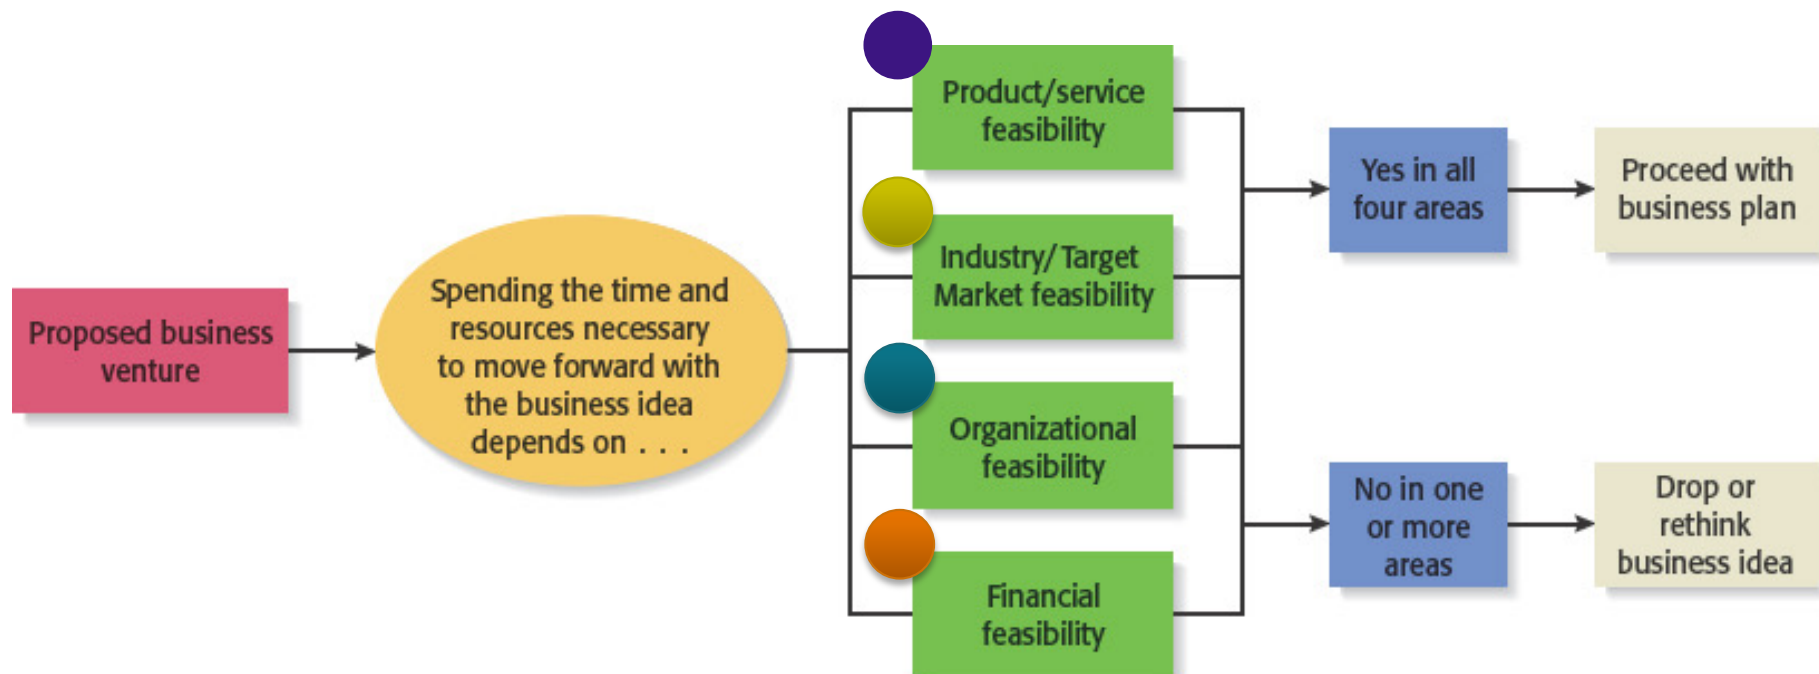 Proposed business
venture
Spending the time and
resources necessary
to move forward with
the business idea
depends on . . .
Product/service
feasibility
Industry/ Target
Market feasibility
Organizational
feasibility
Financial
feasibility
Yes in all
four areas
Proceed with
business plan
No in one
or more
areas
Drop or
rethink
business idea